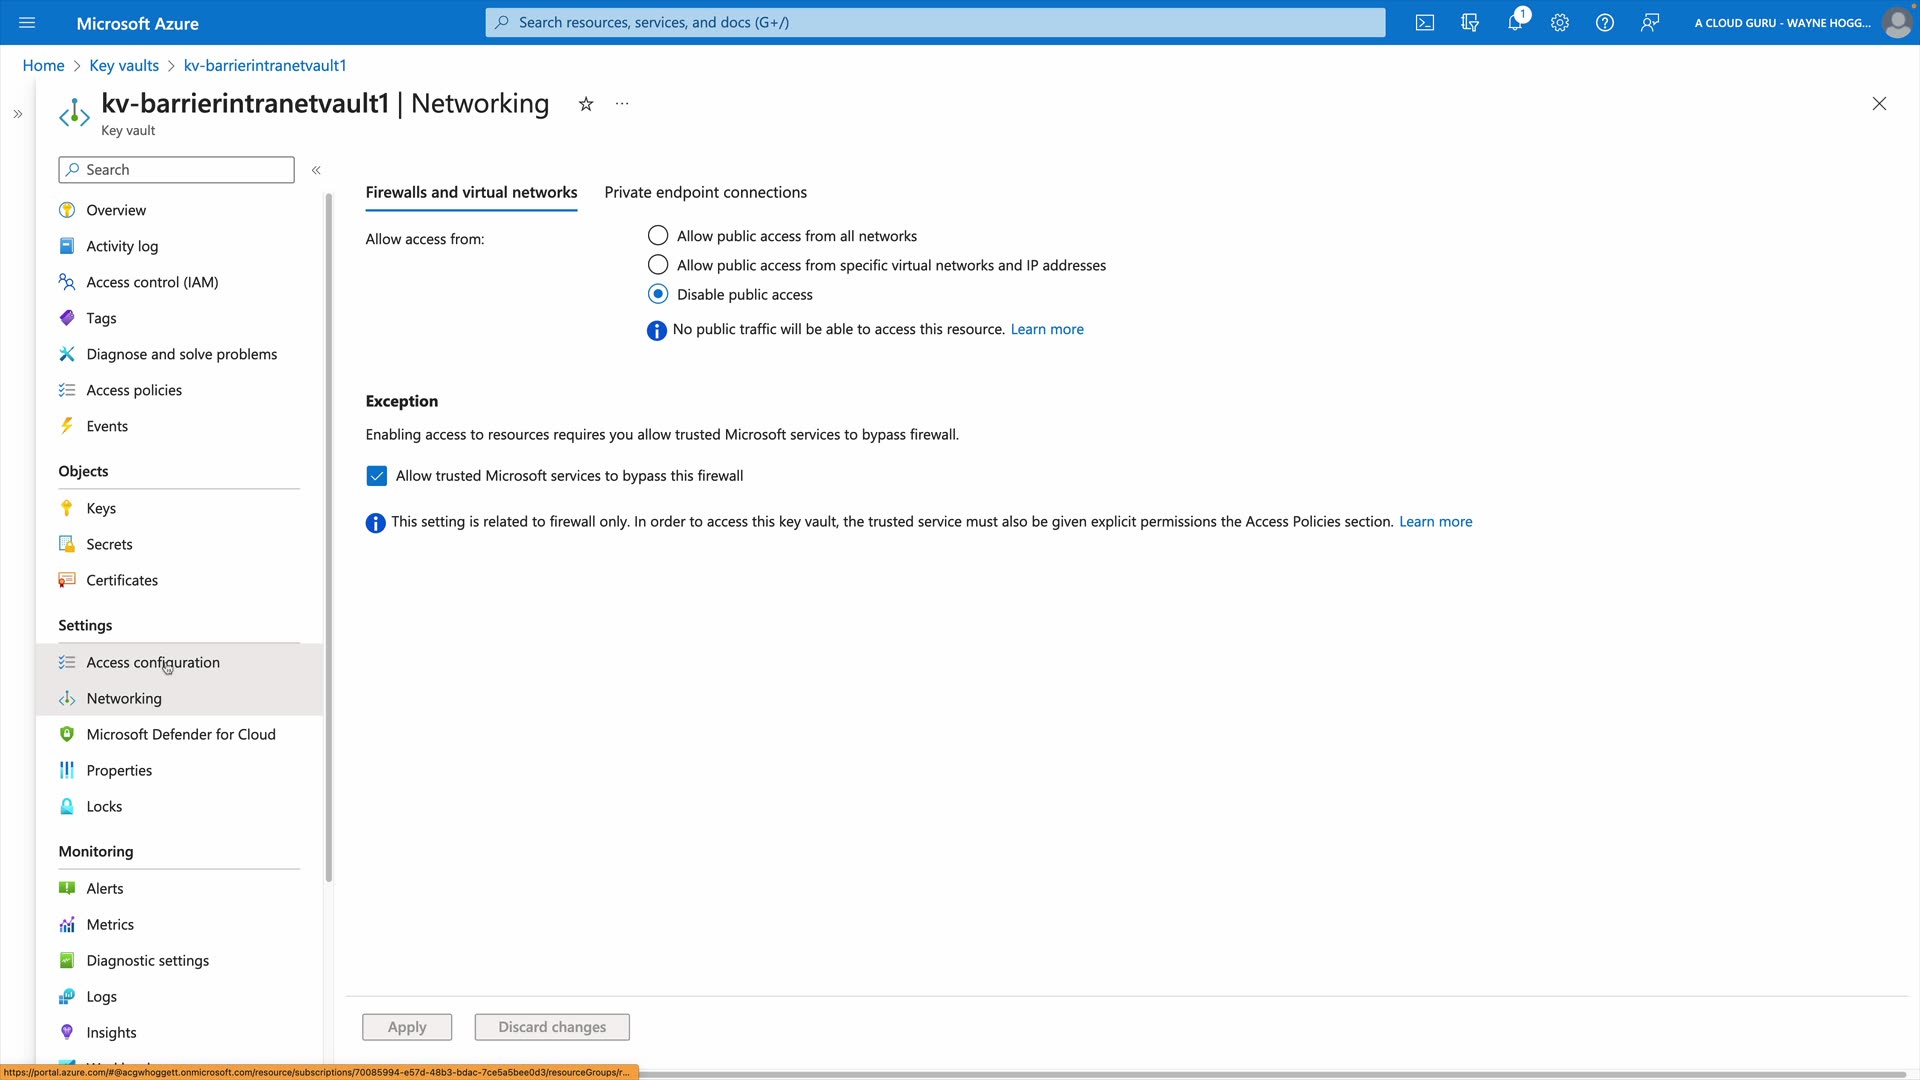 Microsoft Azure
Search resources, services, and docs (G+/)
1
A CLOUD GURU - WAYNE HOGG...
Home > Key vaults > kv-barrierintranetvault1
kv-barrierintranetvault1 | Networking
Key vault
Search
Overview
Activity log
Access control (IAM)
Tags
Diagnose and solve problems
Access policies
Events
Objects
Keys
Secrets
Certificates
Settings
Access configuration
Networking
Microsoft Defender for Cloud
Properties
Locks
Monitoring
Alerts
Metrics
Diagnostic settings
Logs
Insights
Firewalls and virtual networks
Private endpoint connections
Allow access from:
Allow public access from all networks
Allow public access from specific virtual networks and IP addresses
Disable public access
No public traffic will be able to access this resource. Learn more
Exception
Enabling access to resources requires you allow trusted Microsoft services to bypass firewall.
Allow trusted Microsoft services to bypass this firewall
This setting is related to firewall only. In order to access this key vault, the trusted service must also be given explicit permissions the Access Policies section. Learn more
Apply
Discard changes
https://portal.azure.com/#@acgwhoggett.onmicrosoft.com/resource/subscriptions/70085994-e57d-48b3-bdac-7ce5a5bee0d3/resourceGroups/r...